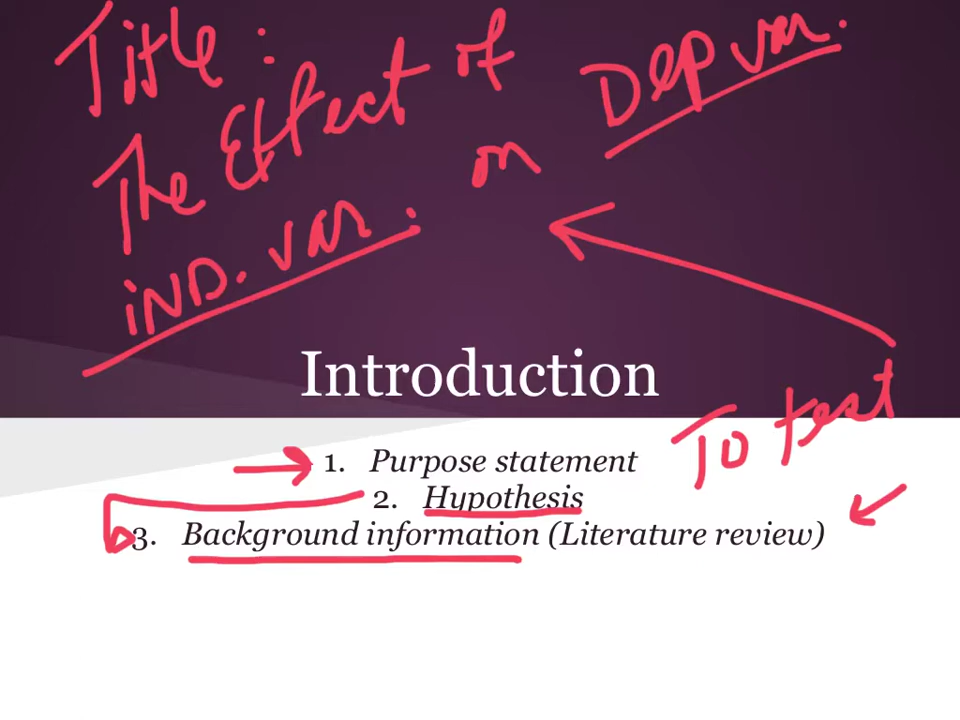 Title:
The Effect of
IND. var. on Dep var.
Introduction
To test
1. Purpose statement
2. Hypothesis
3. Background information (Literature review)